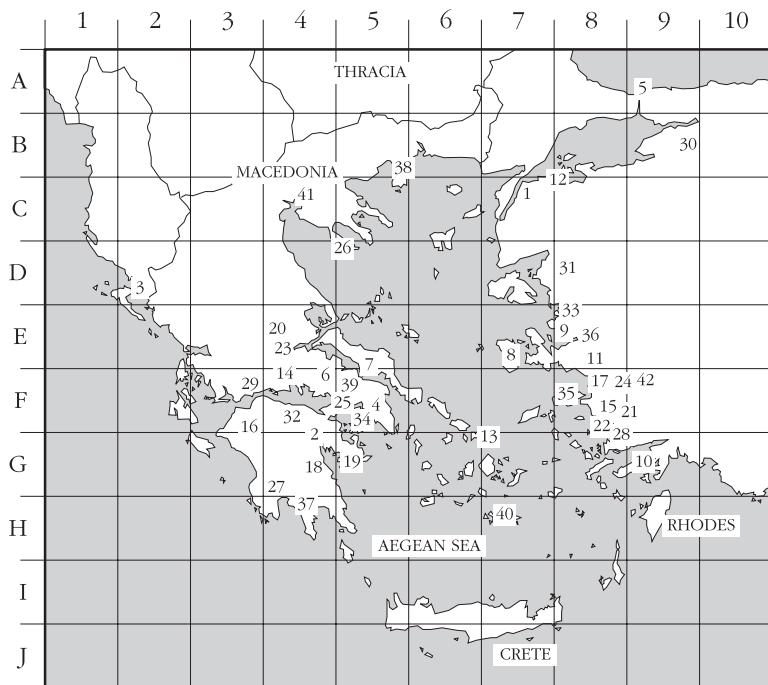 1 2 3 4 5 6 7 8 9 10
A THRACIA 5
B 30
MACEDONIA 38 12
C 41 1
26
D 3 31
33
E 20 9 36
23 7 8 11
14 6 17 24 42
F 29 39 35
25 4 15 21
16 32 34 22
2 13 28
G 18 19 10
27
37 40
H AEGEAN SEA RHODES
I
J CRETE